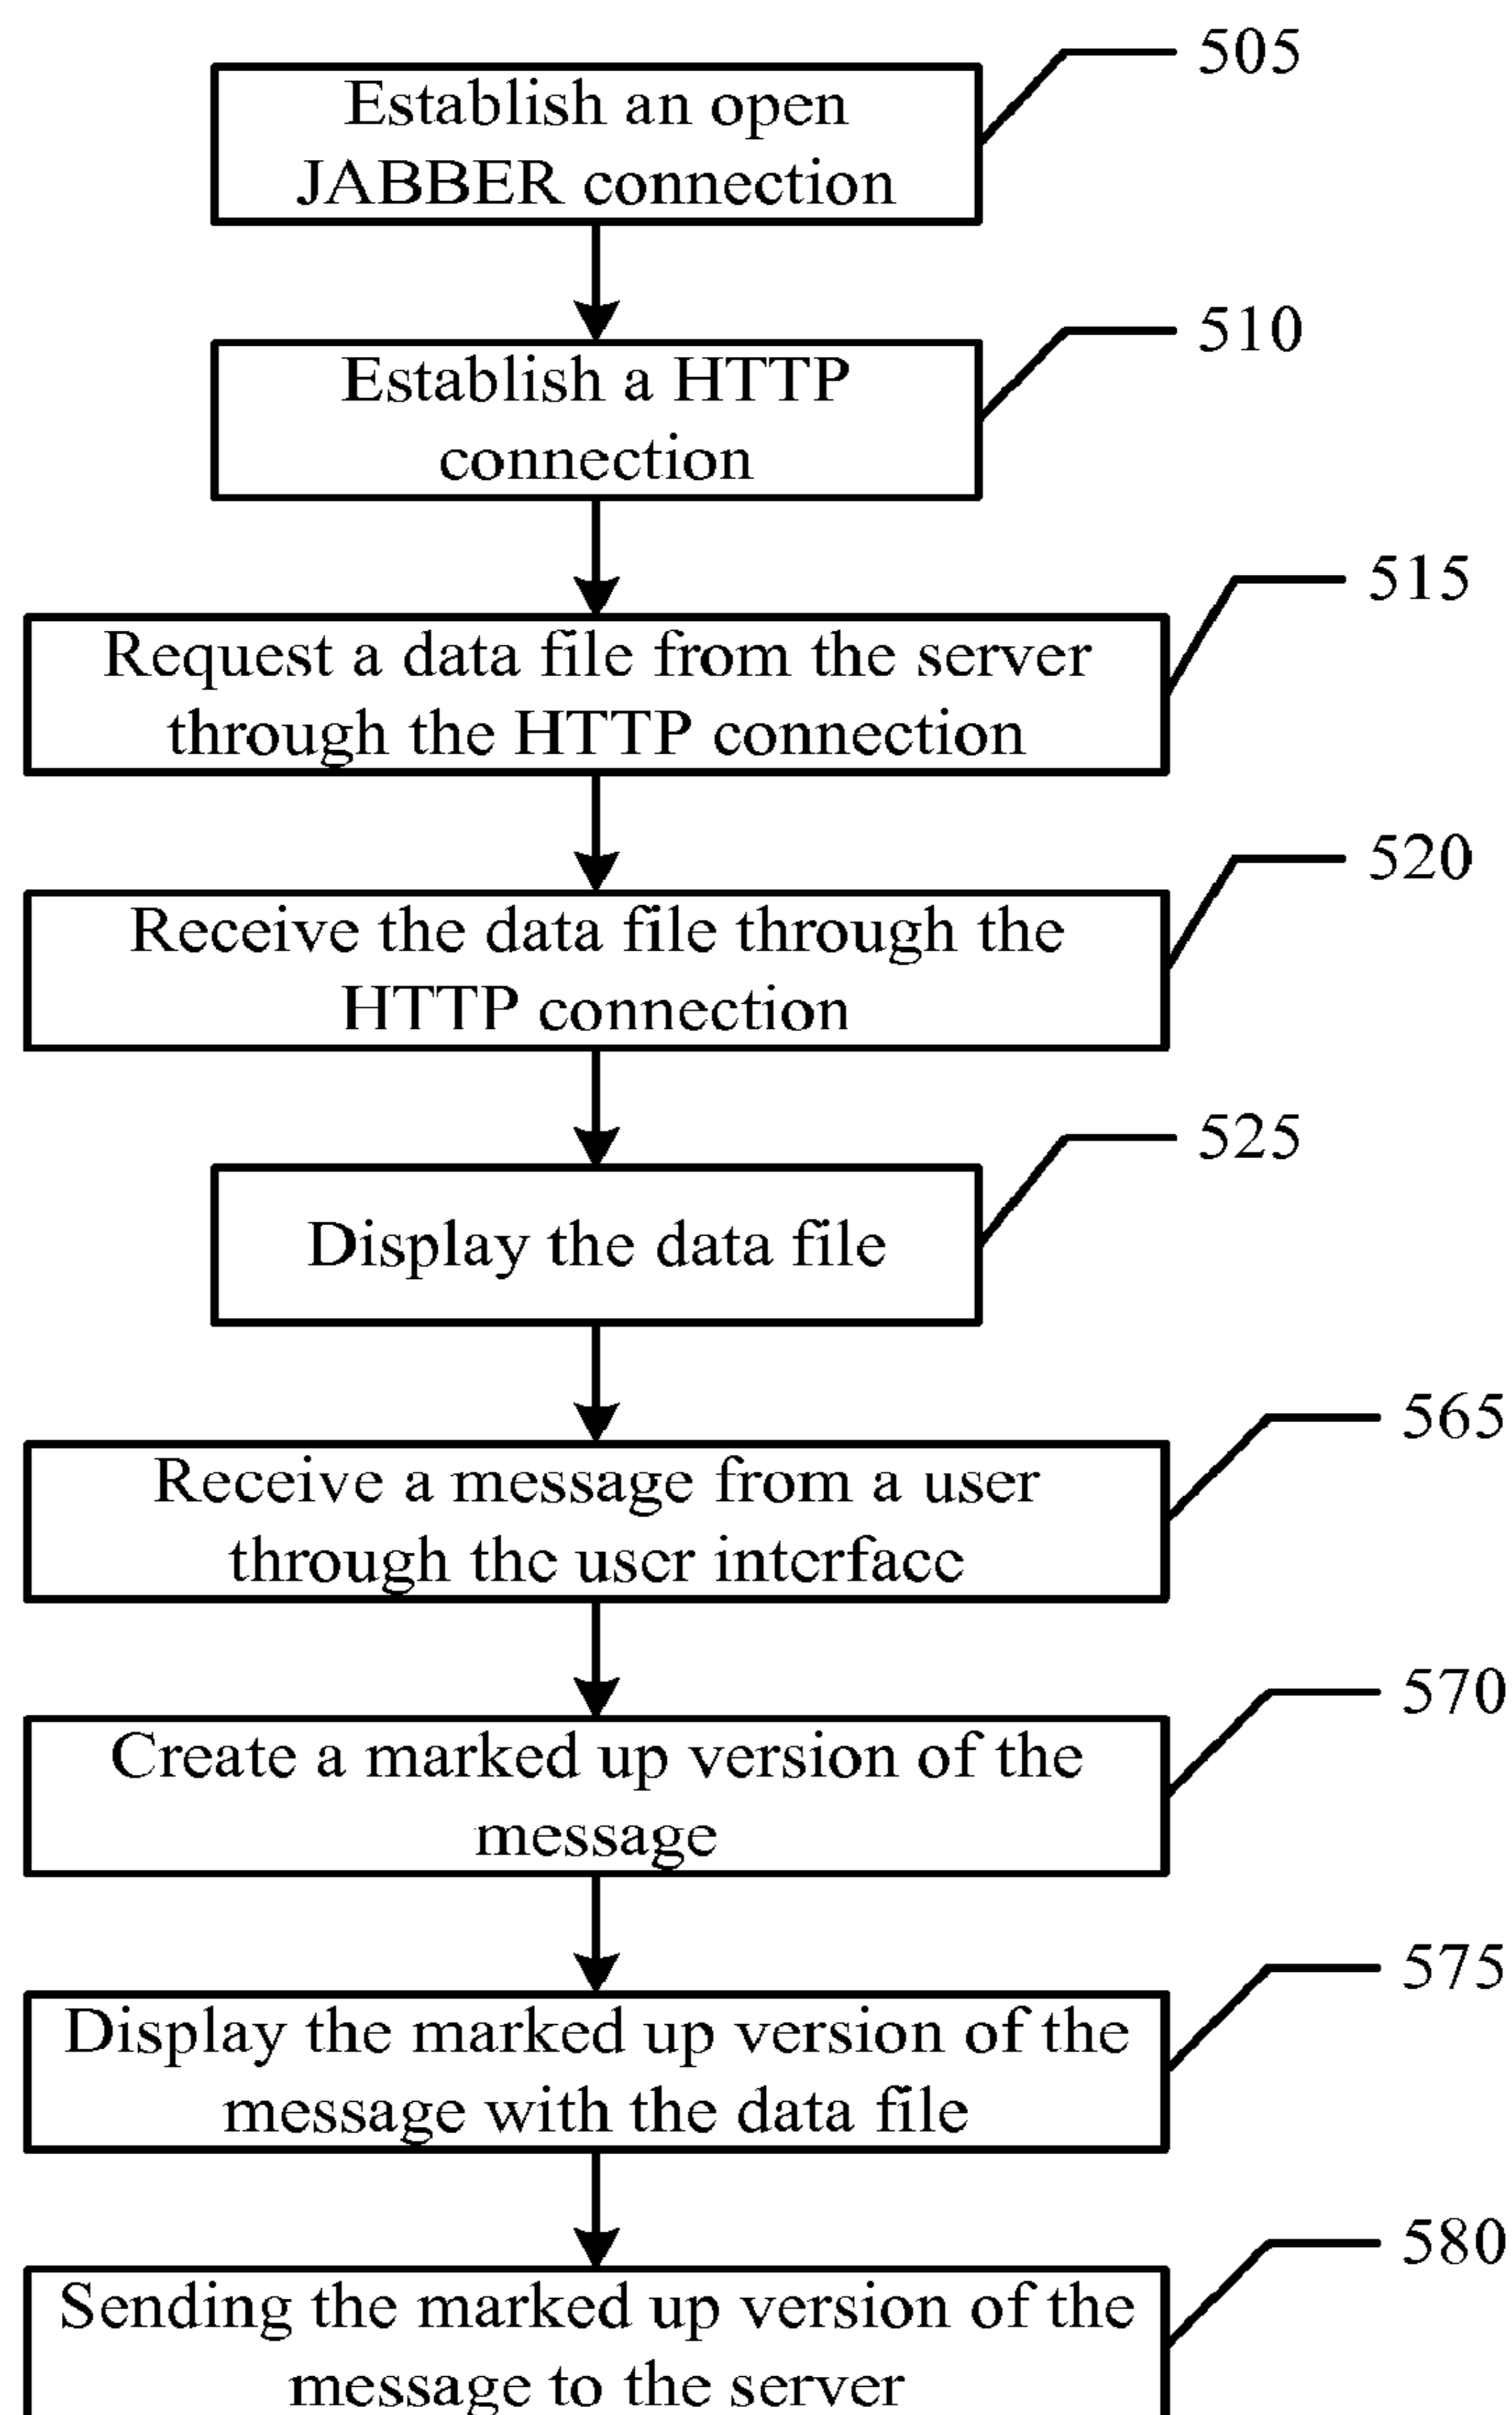 505
Establish an open
JABBER connection
510
Establish a HTTP
connection
515
Request a data file from the server
through the HTTP connection
520
Receive the data file through the
HTTP connection
525
Display the data file
565
Receive a message from a user
through the user interface
570
Create a marked up version of the
message
575
Display the marked up version of the
message with the data file
580
Sending the marked up version of the
message to the server